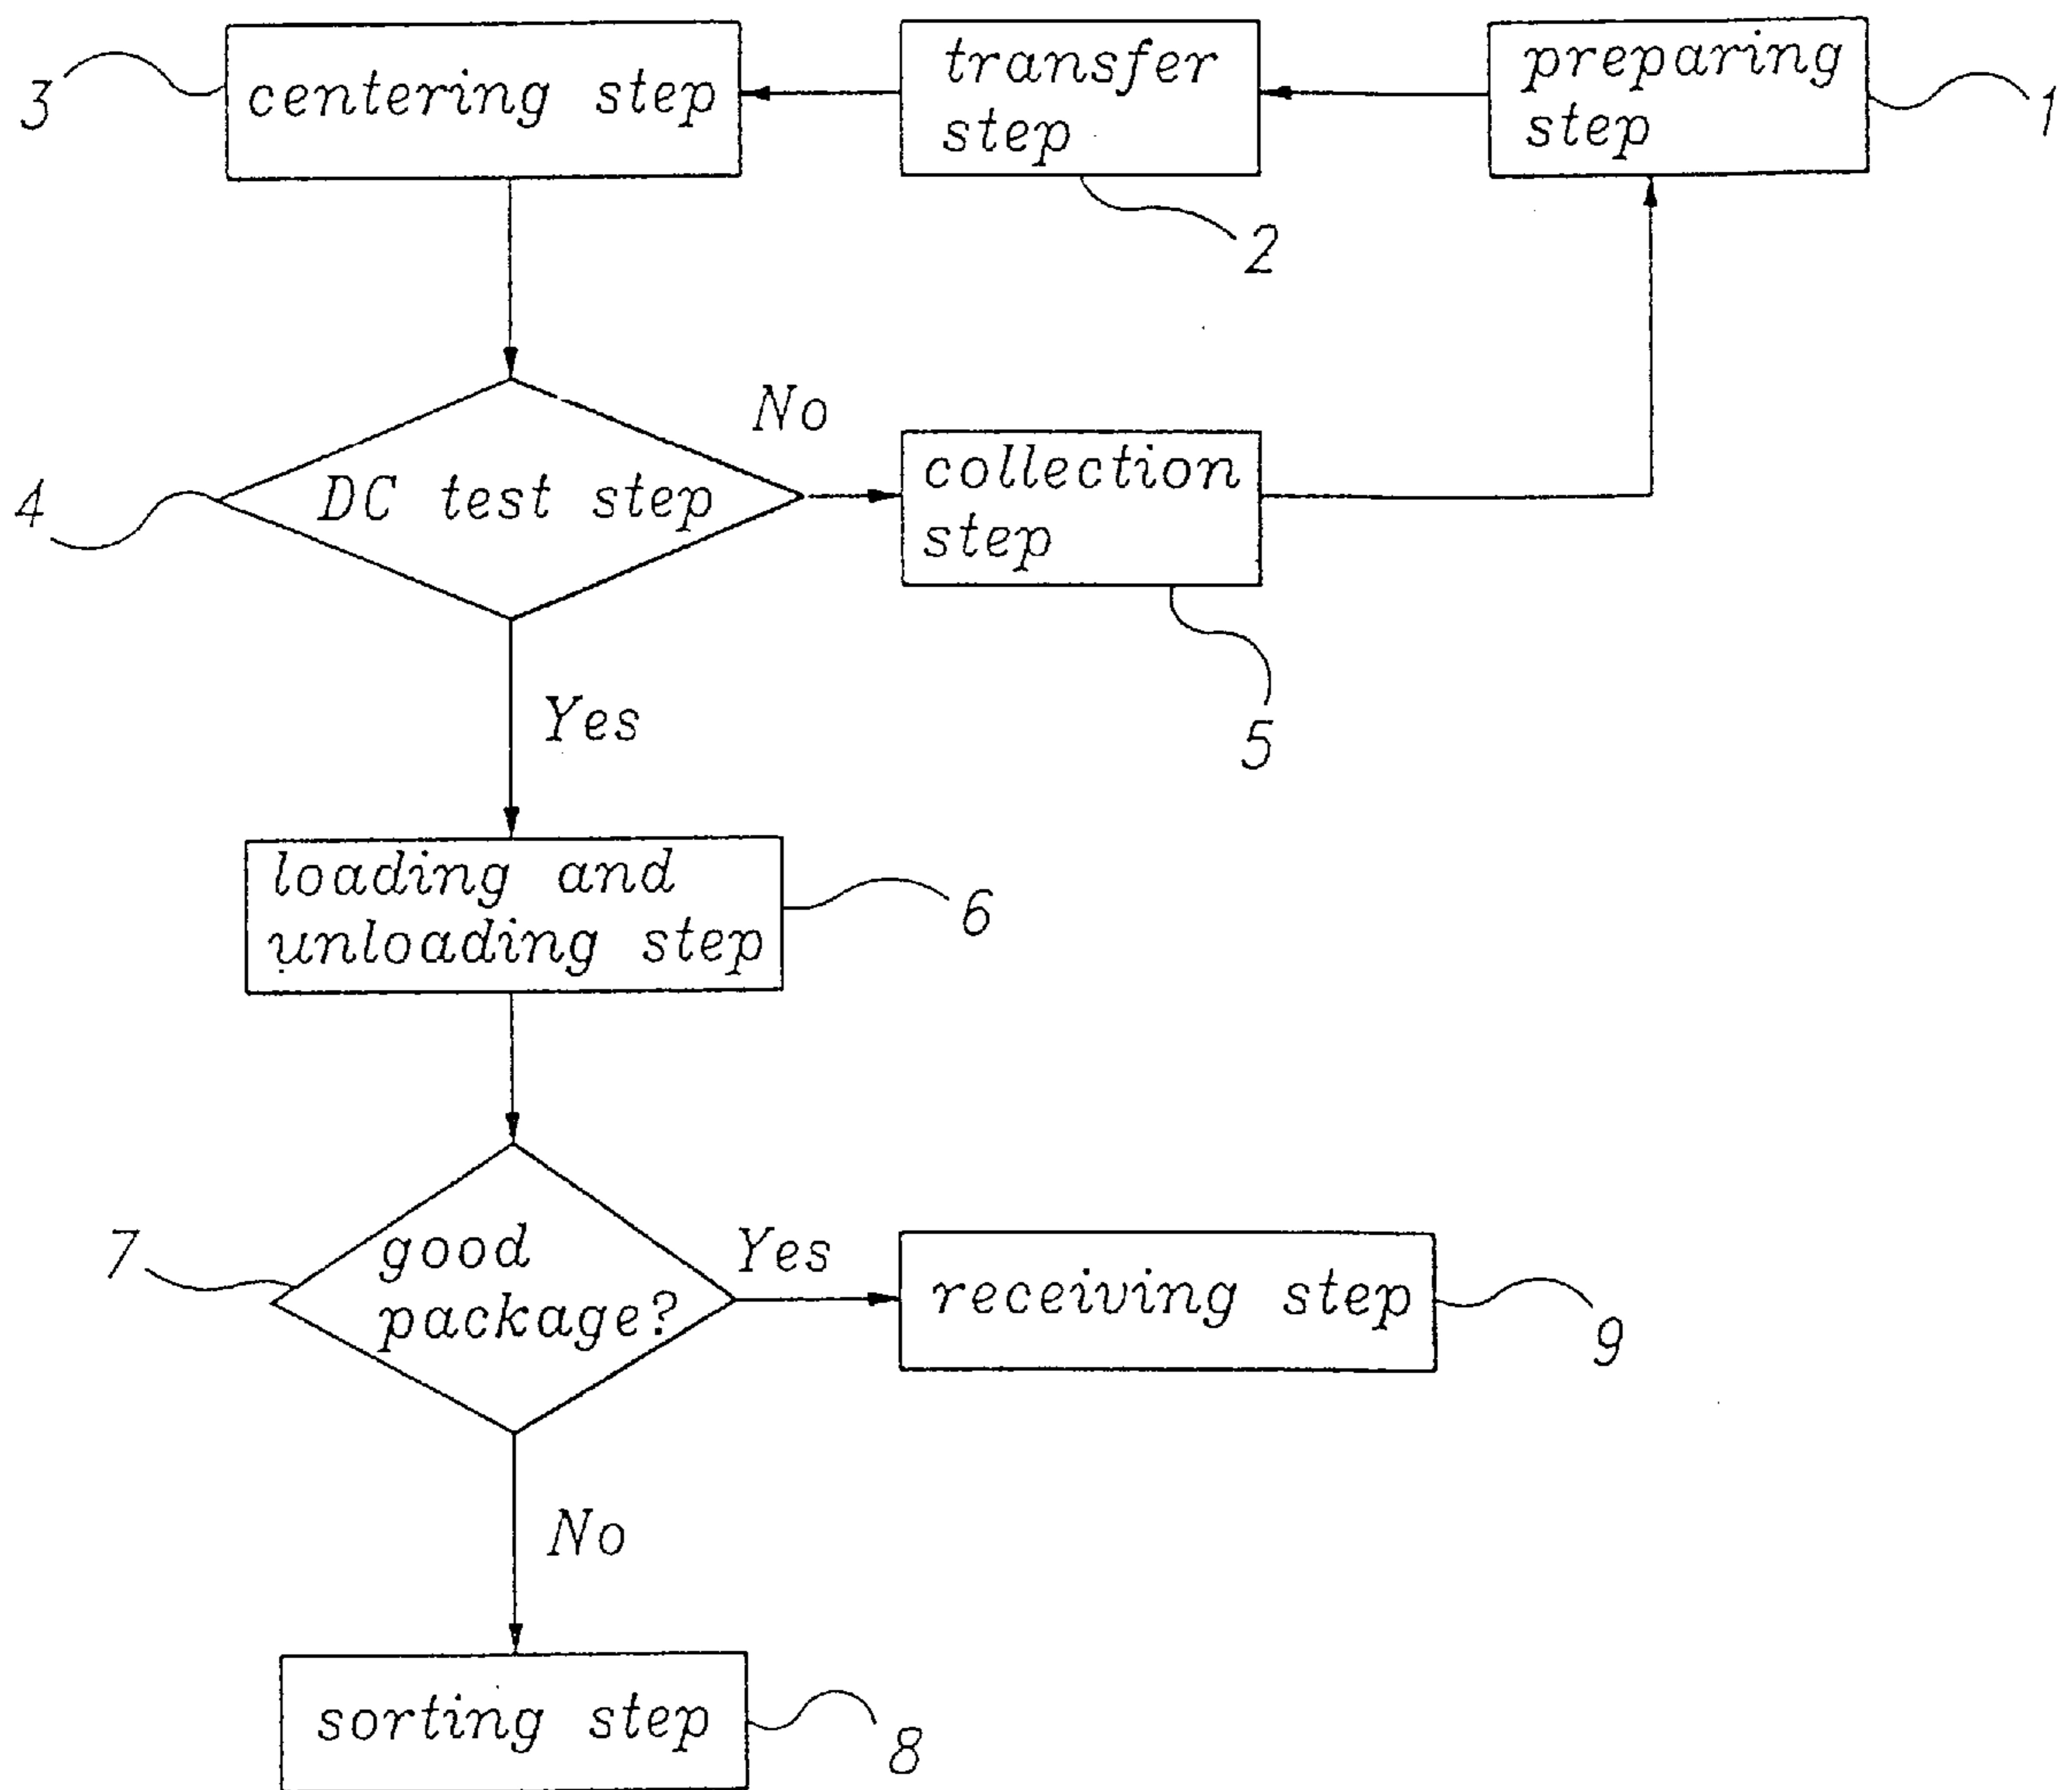 centering step
transfer
step
preparing
step
3
1
2
No
DC test step
collection
step
4
Yes
5
loading and
unloading step
6
good
package?
7
Yes
receiving step
9
No
sorting step
8